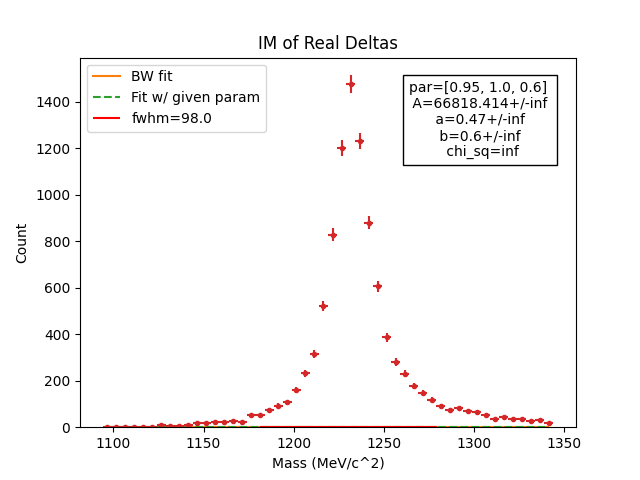 IM of Real Deltas
BW fit
Fit w/ given param
fwhm=98.0
par=[0.95, 1.0, 0.6]
A=66818.414+/-inf
a=0.47+/-inf
b=0.6+/-inf
chi_sq=inf
Count
1400
1200
1000
800
600
400
200
0
1100 1150 1200 1250 1300 1350
Mass (MeV/c^2)